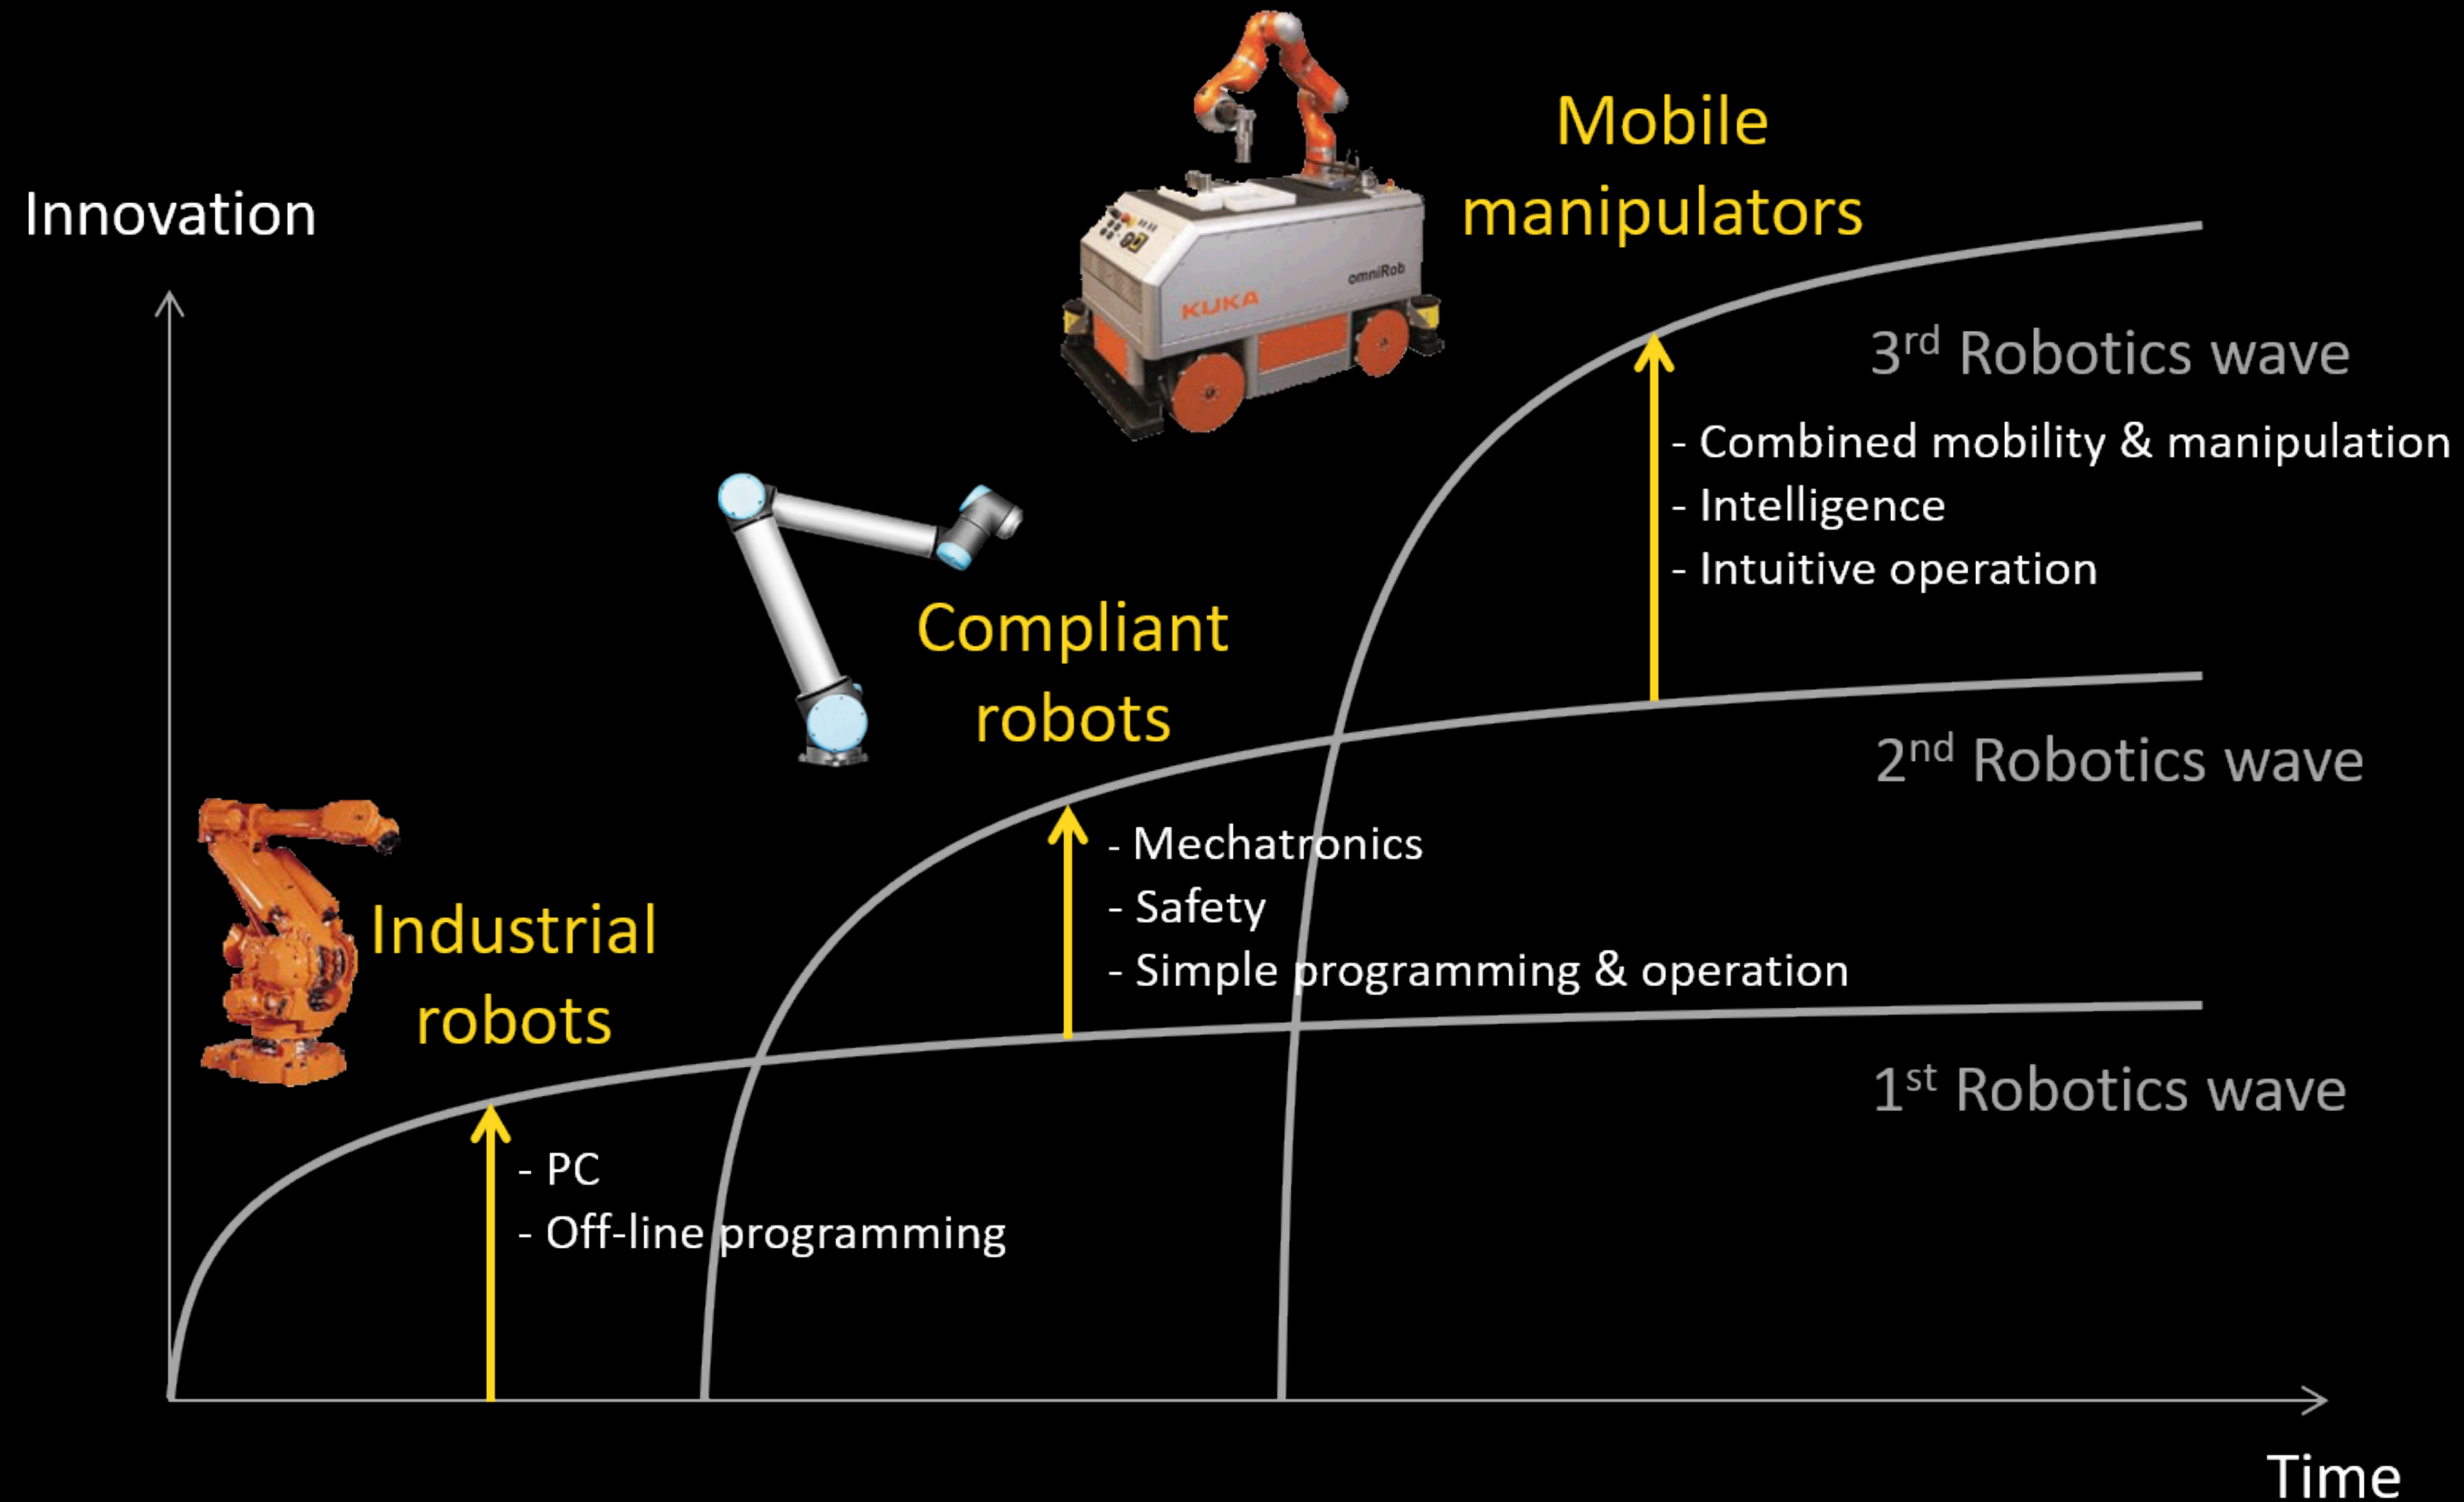 Innovation
Mobile
manipulators
omniRob
KUKA
3rd Robotics wave
- Combined mobility & manipulation
- Intelligence
- Intuitive operation
Compliant
robots
2nd Robotics wave
- Mechatronics
- Safety
- Simple programming & operation
Industrial
robots
1st Robotics wave
- PC
- Off-line programming
Time